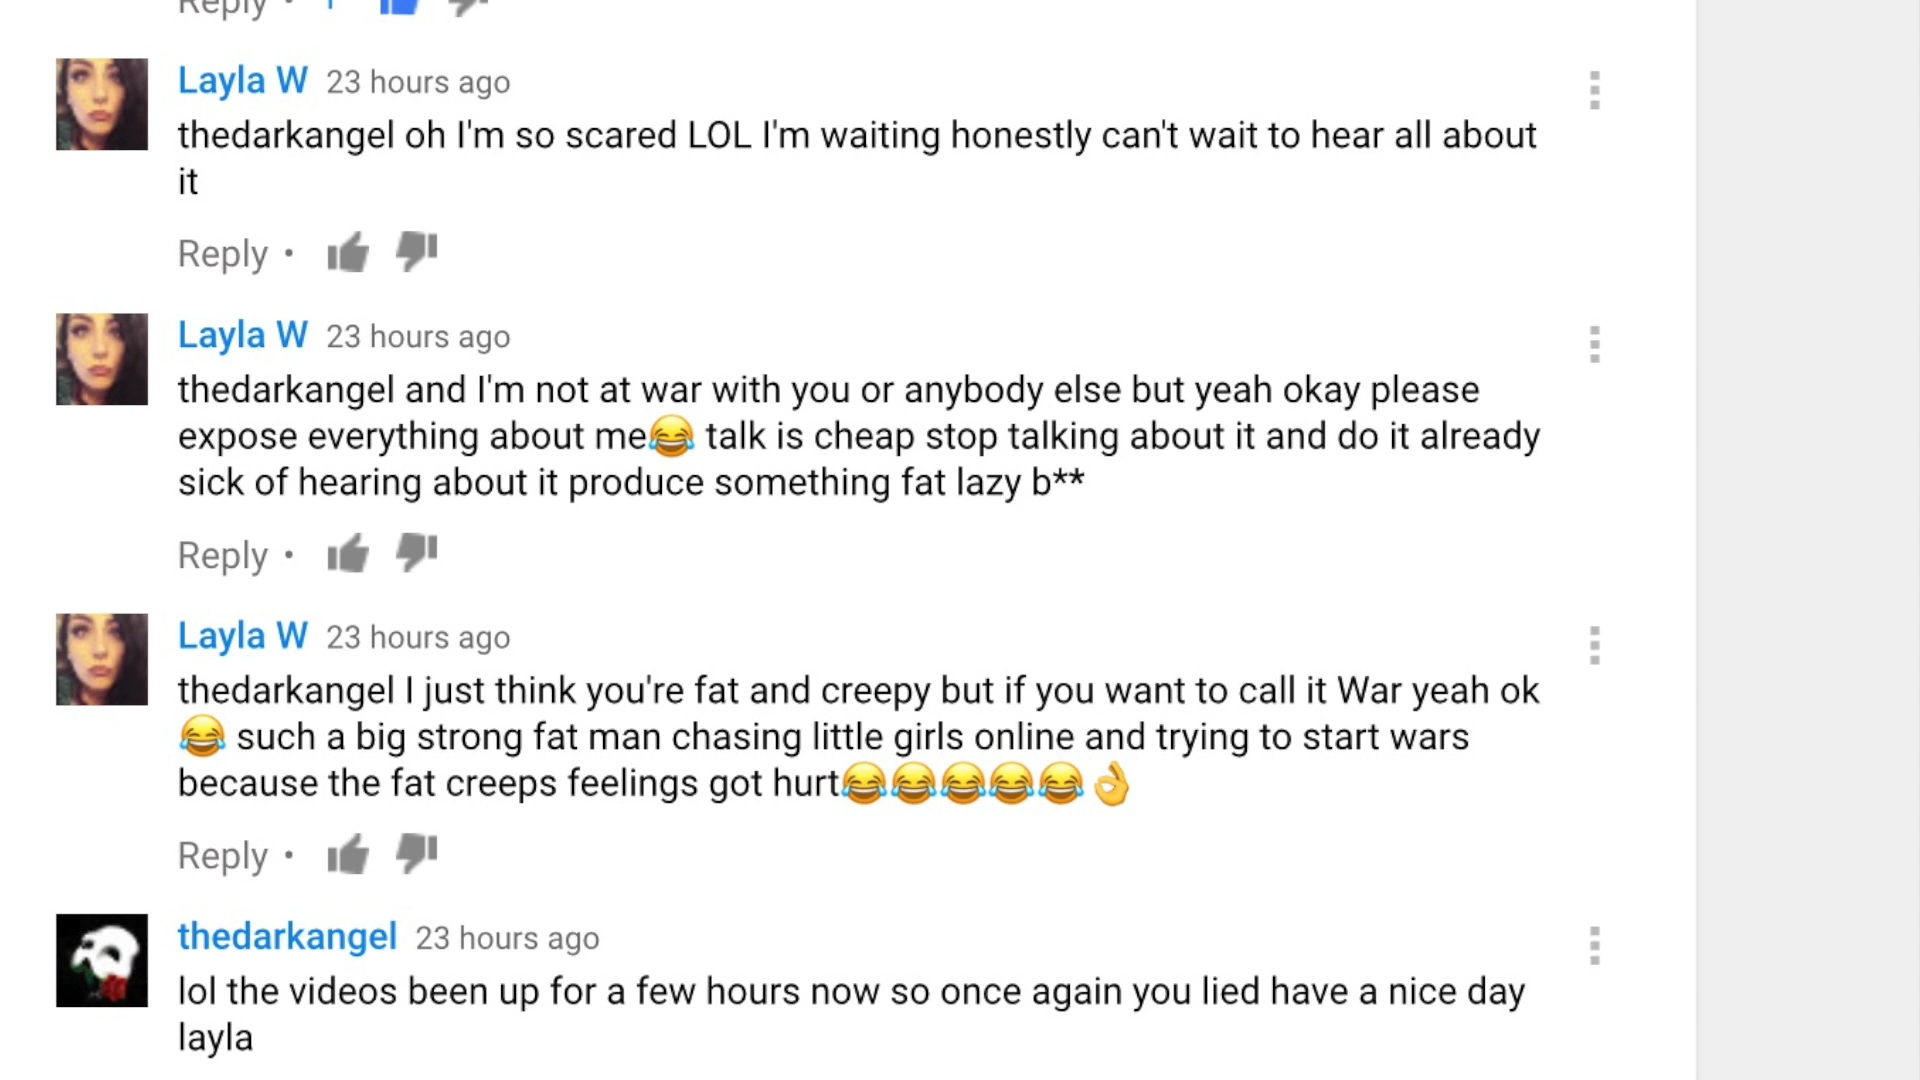 Reply •
Layla W 23 hours ago
thedarkangel oh I'm so scared LOL I'm waiting honestly can't wait to hear all about
it
Reply •
Layla W 23 hours ago
thedarkangel and I'm not at war with you or anybody else but yeah okay please
expose everything about me😂 talk is cheap stop talking about it and do it already
sick of hearing about it produce something fat lazy b**
Reply •
Layla W 23 hours ago
thedarkangel I just think you're fat and creepy but if you want to call it War yeah ok
😂 such a big strong fat man chasing little girls online and trying to start wars
because the fat creeps feelings got hurt😂😂😂😂😂👌
Reply •
thedarkangel 23 hours ago
lol the videos been up for a few hours now so once again you lied have a nice day
layla